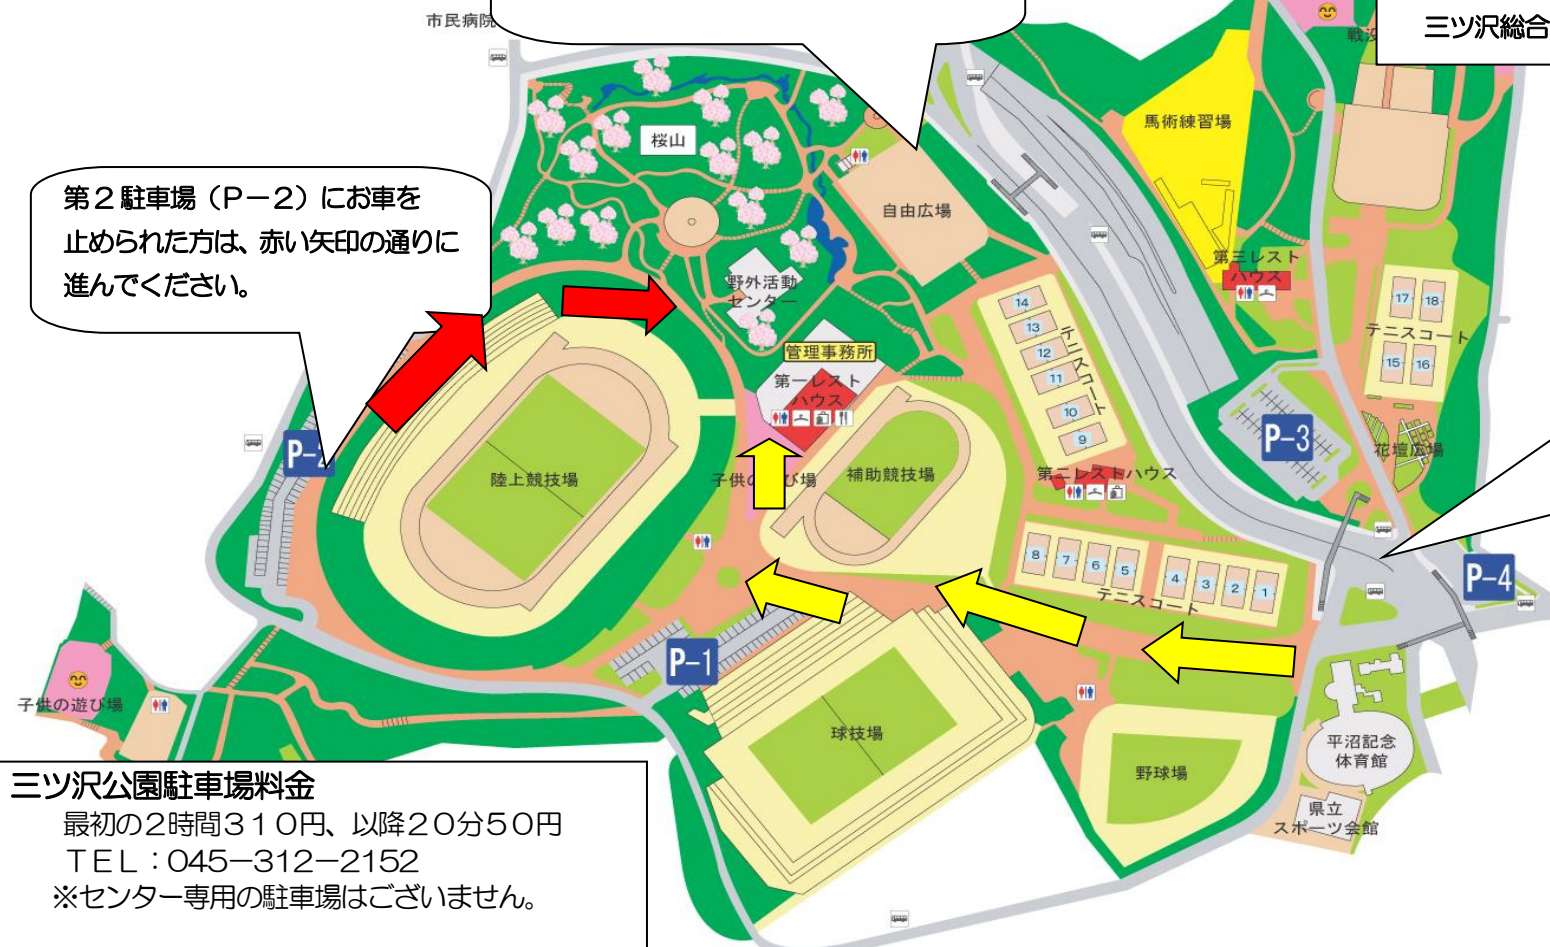 市民病院
三ツ沢総合
桜山
馬術練習場
自由広場
第2駐車場（P－2）にお車を
止められた方は、赤い矢印の通りに
進んでください。
野外活動
センター
第三レスト
ハウス
管理事務所
第一レスト
ハウス
14
13
12
11
10
9
テニスコート
17
18
テニスコート
15
16
P-3
花壇広場
陸上競技場
補助競技場
第二レストハウス
8
7
6
5
4
3
2
1
テニスコート
P-4
P-1
子供の遊び場
球技場
野球場
平沼記念
体育館
県立
スポーツ会館
三ツ沢公園駐車場料金
最初の2時間310円、以降20分50円
TEL：045－312－2152
※センター専用の駐車場はございません。